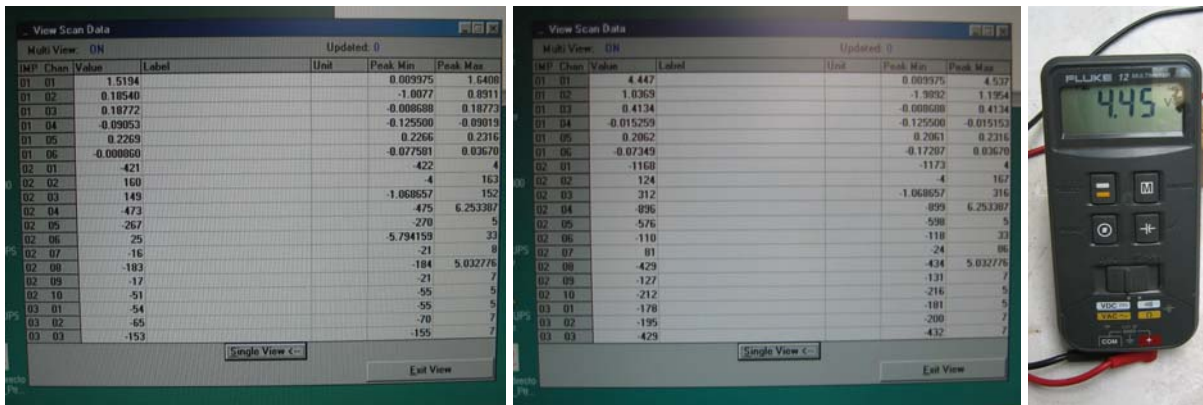 View Scan Data
Multi View: ON Updated: 0
IMP Chan Value Label Unit Peak Min Peak Max
01 01 1.5194 0.009975 1.6408
01 02 0.18540 -1.0077 0.8911
01 03 0.18772 -0.008688 0.18773
01 04 -0.09053 -0.125500 -0.09019
01 05 0.2269 0.2266 0.2316
01 06 -0.000860 -0.077581 0.03670
02 01 -421 -422 4
02 02 160 -4 163
02 03 149 -1.068657 152
02 04 -473 -475 6.253387
02 05 -267 -270 5
02 06 25 -5.794159 33
02 07 -16 -21 8
02 08 -183 -184 5.032776
02 09 -17 -21 7
02 10 -51 -55 5
03 01 -54 -55 5
03 02 -65 -70 7
03 03 -153 -155 7
Single View <--
Exit View
View Scan Data
Multi View: ON Updated: 0
IMP Chan Value Label Unit Peak Min Peak Max
01 01 4.447 0.009975 4.537
01 02 1.0369 -1.9892 1.1954
01 03 0.4134 -0.008688 0.4134
01 04 -0.015259 -0.125500 -0.015153
01 05 0.2062 0.2061 0.2316
01 06 -0.07349 -0.17287 0.03670
02 01 -1168 -1173 4
02 02 124 -4 167
02 03 312 -1.068657 316
02 04 -896 -899 6.253387
02 05 -576 -598 5
02 06 -110 -118 33
02 07 81 -24 86
02 08 -429 -434 5.032776
02 09 -127 -131 7
02 10 -212 -216 5
03 01 -178 -181 5
03 02 -195 -200 7
03 03 -429 -432 7
Single View <--
Exit View
FLUKE 12 MULTIMETER
4.45 V
M
VDC
VAC
Ω
COM